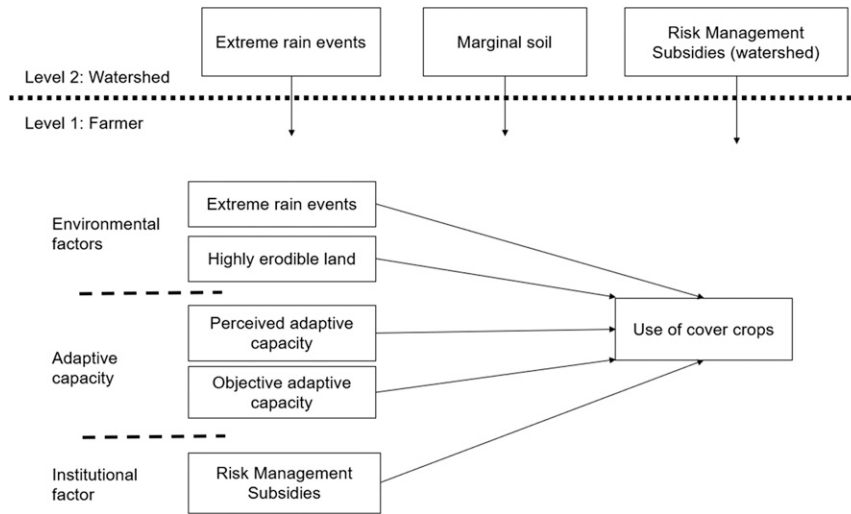 Extreme rain events
Marginal soil
Risk Management
Subsidies (watershed)
Level 2: Watershed
Level 1: Farmer
Environmental
factors
Extreme rain events
Highly erodible land
Adaptive
capacity
Perceived adaptive
capacity
Objective adaptive
capacity
Use of cover crops
Institutional
factor
Risk Management
Subsidies